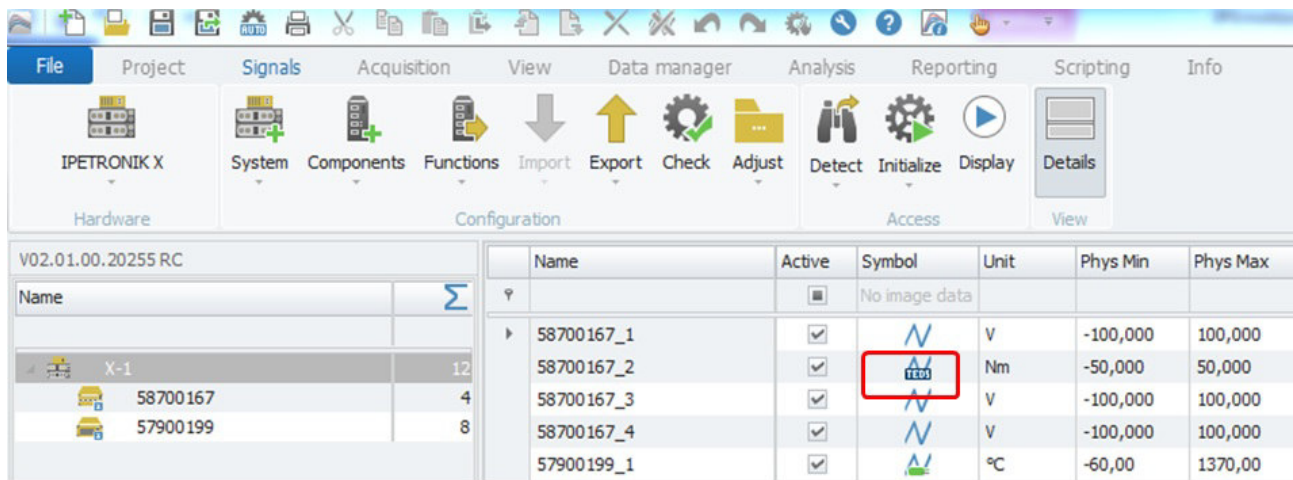 AUTO
File Project Signals Acquisition View Data manager Analysis Reporting Scripting Info
IPETRONIK X System Components Functions Import Export Check Adjust Detect Initialize Display Details
Hardware Configuration Access View
V02.01.00.20255 RC
Name Σ
X-1 12
58700167 4
57900199 8
Name Active Symbol Unit Phys Min Phys Max
No image data
58700167_1 V -100,000 100,000
58700167_2 TEDS Nm -50,000 50,000
58700167_3 V -100,000 100,000
58700167_4 V -100,000 100,000
57900199_1 °C -60,00 1370,00